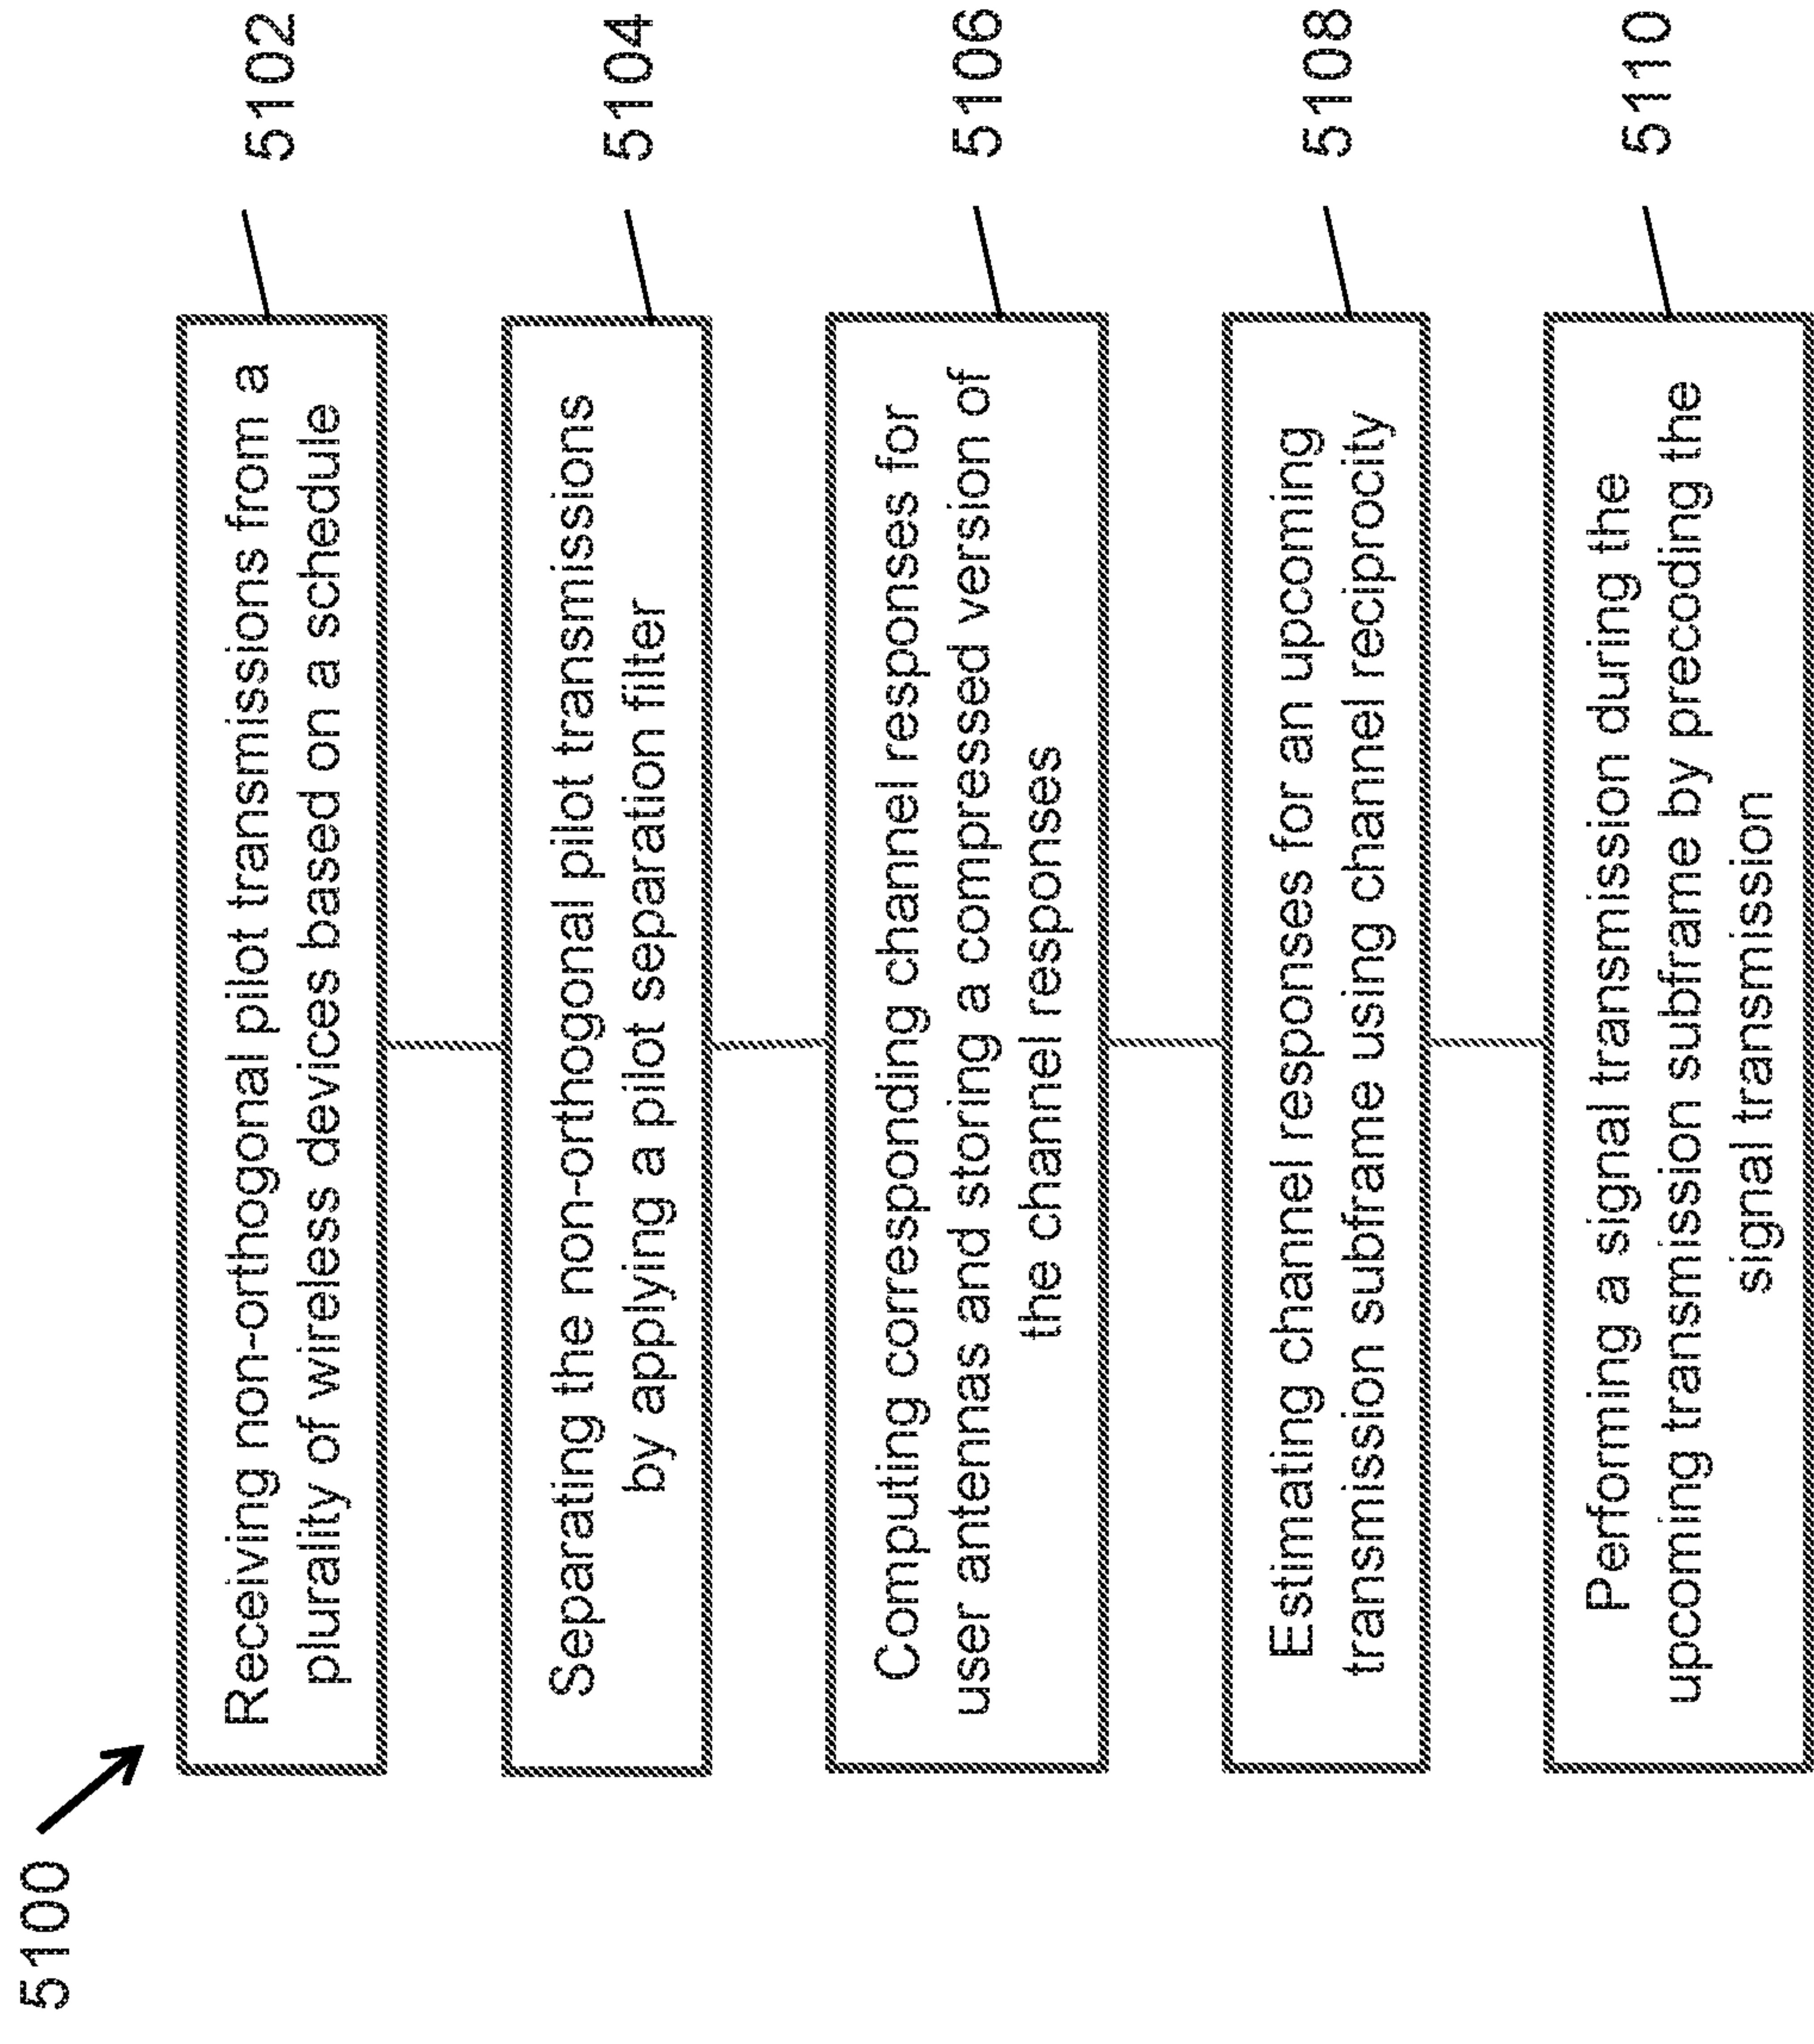 5100
Receiving non-orthogonal pilot transmissions from a
plurality of wireless devices based on a schedule
5102
Separating the non-orthogonal pilot transmissions
by applying a pilot separation filter
5104
Computing corresponding channel responses for
user antennas and storing a compressed version of
the channel responses
5106
Estimating channel responses for an upcoming
transmission subframe using channel reciprocity
5108
Performing a signal transmission during the
upcoming transmission subframe by precoding the
signal transmission
5110